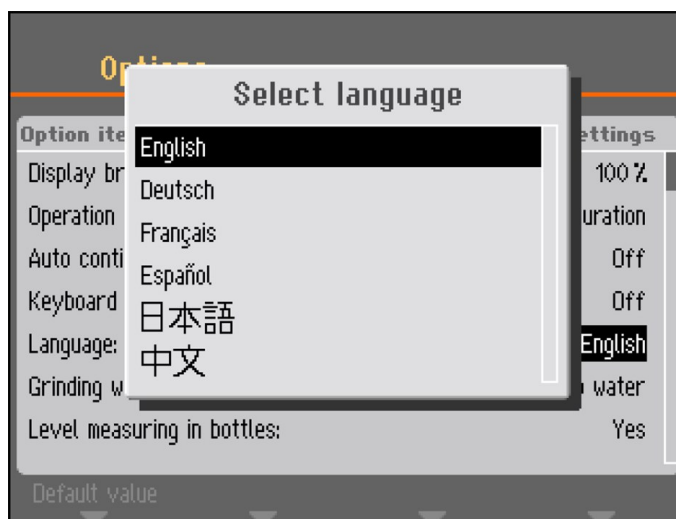 Select language
Option ite
ettings
English
Display br
100 %
Deutsch
Operation
uration
Français
Auto conti
Off
Español
Keyboard
Off
日本語
Language:
English
中文
Grinding w
water
Level measuring in bottles:
Yes
Default value